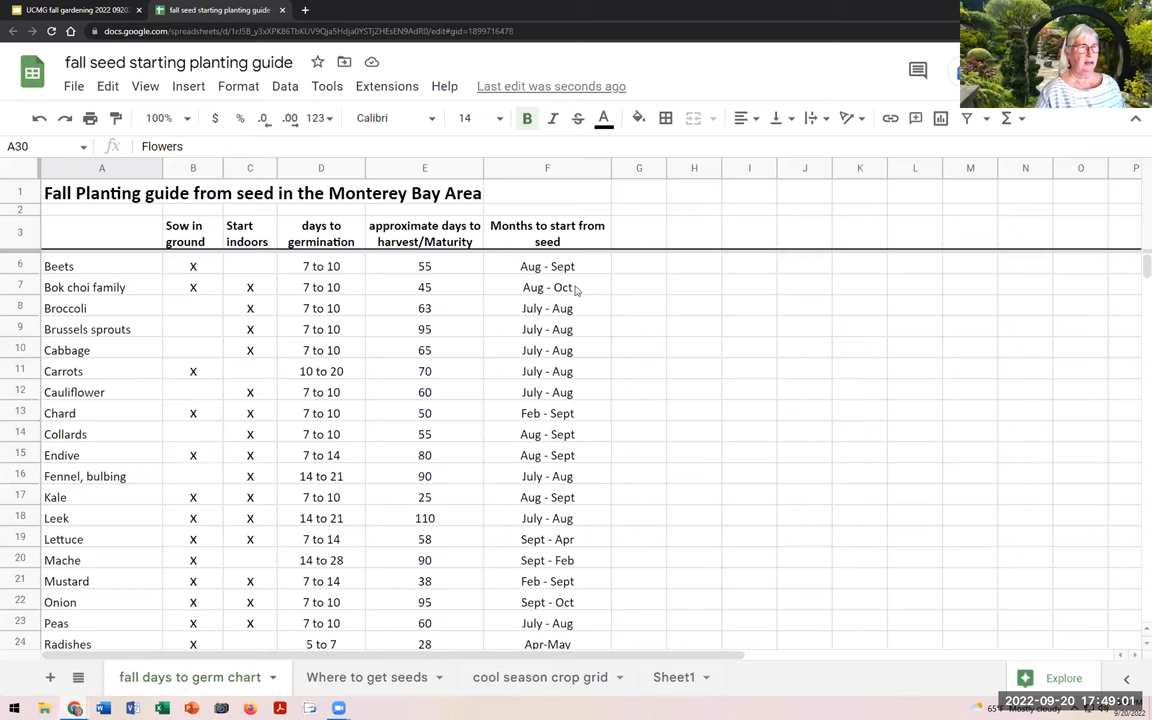 UCMG fall gardening 2022 0920
fall seed starting planting guide
fall seed starting planting guide
File Edit View Insert Format Data Tools Extensions Help Last edit was seconds ago
100% $ % .0 .00 123 Calibri 14 B I S A
A30 fx Flowers
A B C D E F G H I J K L M N O P
1 Fall Planting guide from seed in the Monterey Bay Area
2
3 Sow in ground Start indoors days to germination approximate days to harvest/Maturity Months to start from seed
6 Beets X 7 to 10 55 Aug - Sept
7 Bok choi family X X 7 to 10 45 Aug - Oct
8 Broccoli X 7 to 10 63 July - Aug
9 Brussels sprouts X 7 to 10 95 July - Aug
10 Cabbage X 7 to 10 65 July - Aug
11 Carrots X 10 to 20 70 July - Aug
12 Cauliflower X 7 to 10 60 July - Aug
13 Chard X X 7 to 10 50 Feb - Sept
14 Collards X 7 to 10 55 Aug - Sept
15 Endive X X 7 to 14 80 Aug - Sept
16 Fennel, bulbing X 14 to 21 90 July - Aug
17 Kale X X 7 to 10 25 Aug - Sept
18 Leek X X 14 to 21 110 July - Aug
19 Lettuce X X 7 to 14 58 Sept - Apr
20 Mache X 14 to 28 90 Sept - Feb
21 Mustard X X 7 to 14 38 Feb - Sept
22 Onion X X 7 to 10 95 Sept - Oct
23 Peas X X 7 to 10 60 July - Aug
24 Radishes X 5 to 7 28 Apr-May
fall days to germ chart Where to get seeds cool season crop grid Sheet1 Explore
2022-09-20 17:49:01
65°F Mostly cloudy
9/20/2022